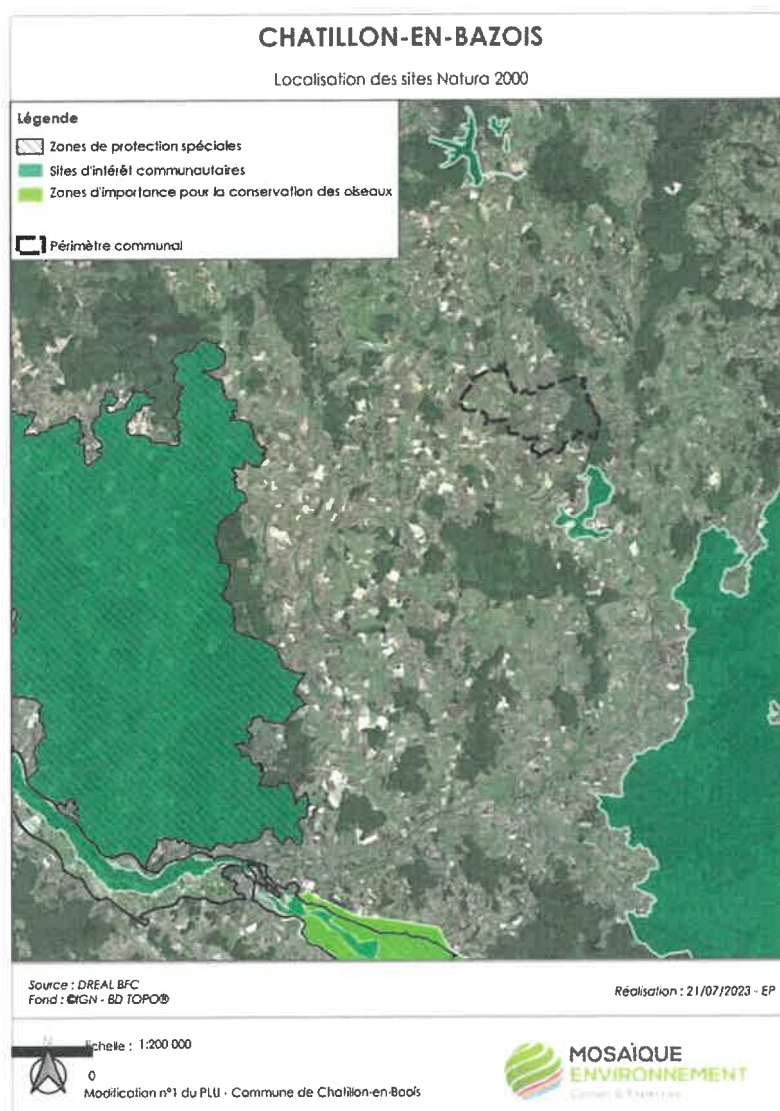 CHATILLON-EN-BAZOIS
Localisation des sites Natura 2000
Légende
Zones de protection spéciales
Sites d'intérêt communautaires
Zones d'importance pour la conservation des oiseaux
Périmètre communal
Source : DREAL BFC
Fond : ©IGN - BD TOPO®
Réalisation : 21/07/2023 - EP
N
Echelle : 1:200 000
0
Modification n°1 du PLU - Commune de Chatillon-en-Baois
MOSAÏQUE
ENVIRONNEMENT
Conseil &